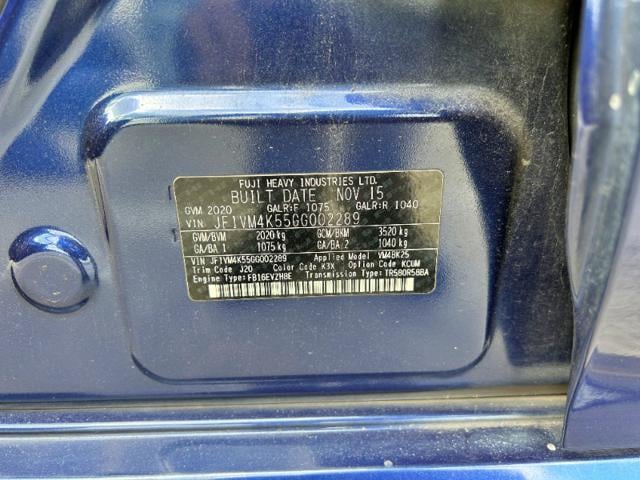 FUJI HEAVY INDUSTRIES LTD.
BUILT DATE NOV 15
GVM 2020 GALR:F 1075 GALR:R 1040
VIN: JF1VM4K55GG002289
GVM/BVM 2020 kg GCM/BKM 3520 kg
GA/BA 1 1075 kg GA/BA 2 1040 kg
VIN JF1VM4K55GG002289 Applied Model VM4BK25
Trim Code J20 Color Code K3X Option Code KCUM
Engine Type: FB16EVZHBE Transmission Type: TR580R58BA